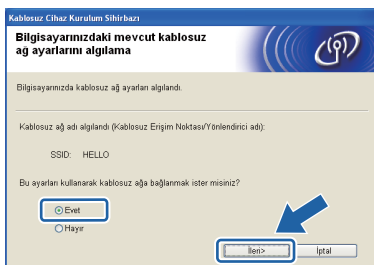 Kablosuz Cihaz Kurulum Sihirbazı
Bilgisayarınızdaki mevcut kablosuz
ağ ayarlarını algılama
Bilgisayarınızda kablosuz ağ ayarları algılandı.
Kablosuz ağ adı algılandı (Kablosuz Erişim Noktası/Yönlendirici adı):
SSID: HELLO
Bu ayarları kullanarak kablosuz ağa bağlanmak ister misiniz?
Evet
Hayır
İleri> İptal